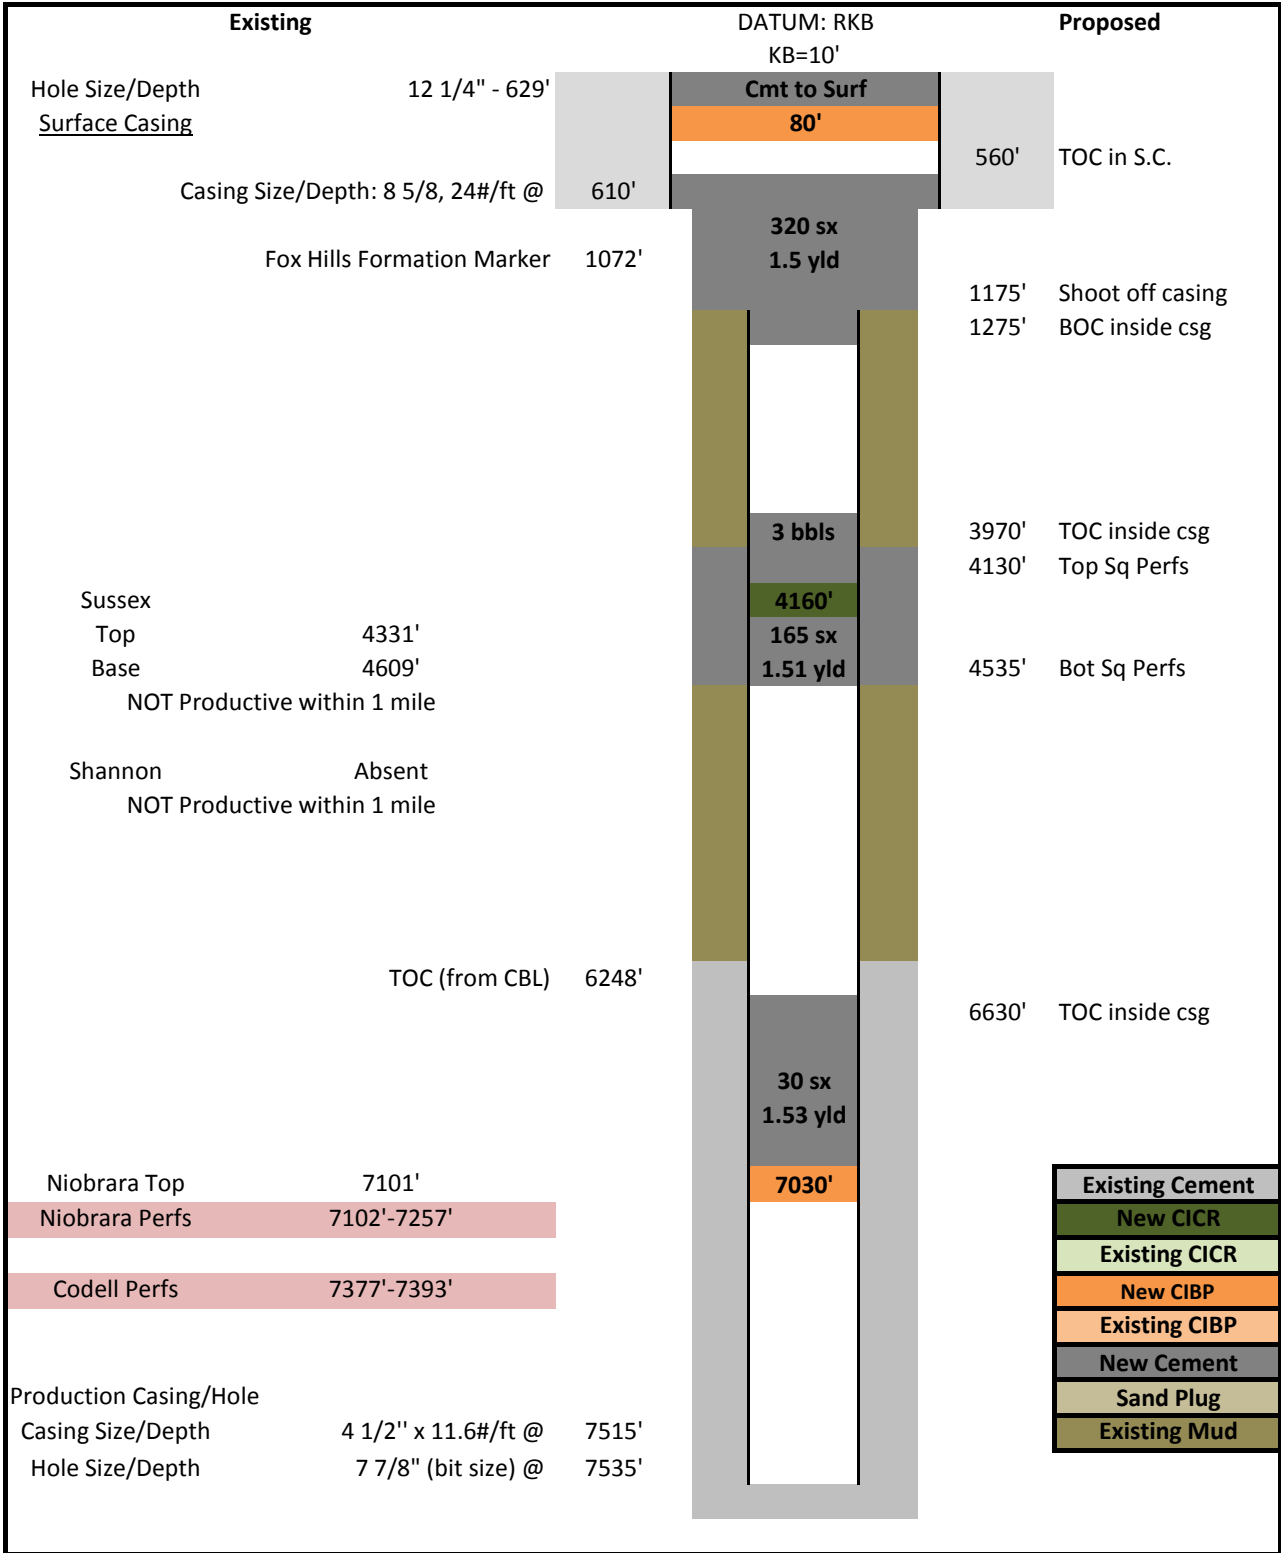 Existing DATUM: RKB Proposed
KB=10'
Hole Size/Depth 12 1/4" - 629' Cmt to Surf
Surface Casing 80'
560' TOC in S.C.
Casing Size/Depth: 8 5/8, 24#/ft @ 610'
320 sx
Fox Hills Formation Marker 1072' 1.5 yld
1175' Shoot off casing
1275' BOC inside csg
3 bbls 3970' TOC inside csg
4130' Top Sq Perfs
Sussex 4160'
Top 4331' 165 sx
Base 4609' 1.51 yld 4535' Bot Sq Perfs
NOT Productive within 1 mile
Shannon Absent
NOT Productive within 1 mile
TOC (from CBL) 6248'
6630' TOC inside csg
30 sx
1.53 yld
Niobrara Top 7101' 7030' Existing Cement
Niobrara Perfs 7102'-7257' New CICR
Existing CICR
Codell Perfs 7377'-7393' New CIBP
Existing CIBP
New Cement
Production Casing/Hole Sand Plug
Casing Size/Depth 4 1/2'' x 11.6#/ft @ 7515' Existing Mud
Hole Size/Depth 7 7/8" (bit size) @ 7535'